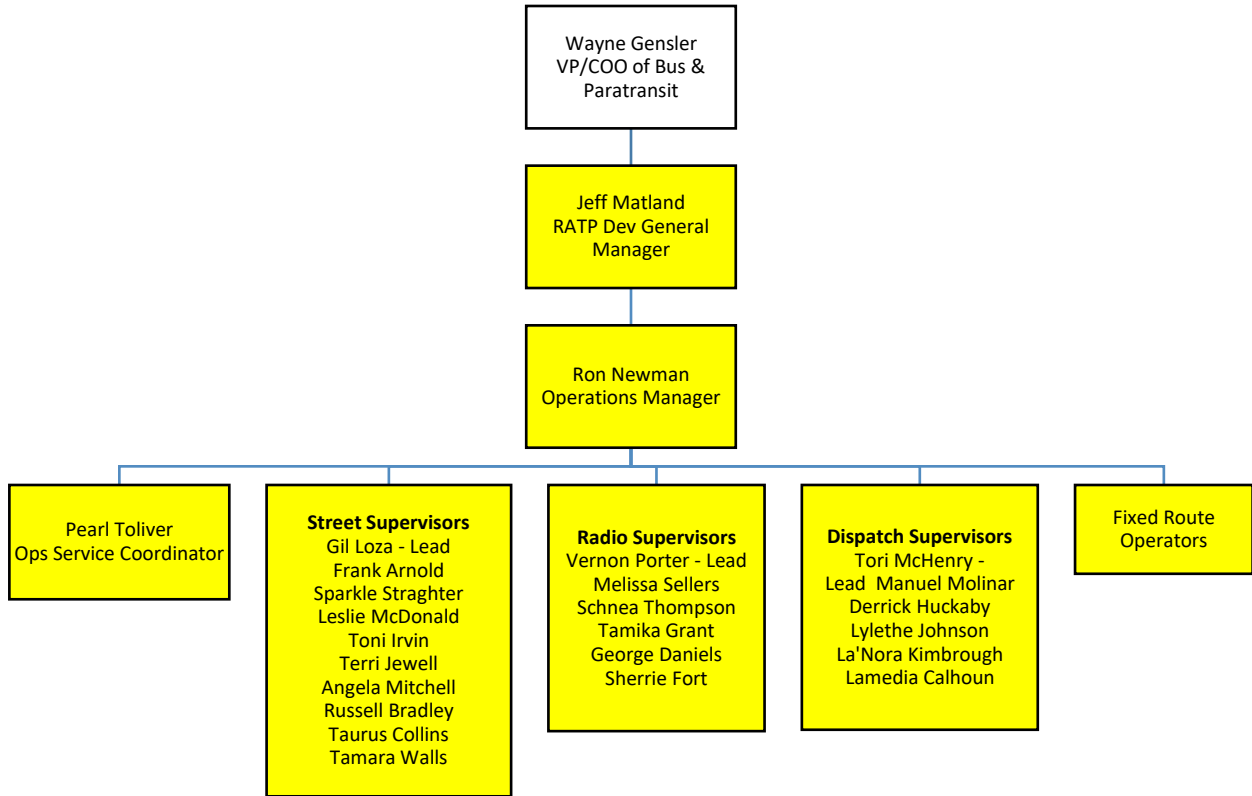 Wayne Gensler
VP/COO of Bus &
Paratransit
Jeff Matland
RATP Dev General
Manager
Ron Newman
Operations Manager
Pearl Toliver
Ops Service Coordinator
Street Supervisors
Gil Loza - Lead
Frank Arnold
Sparkle Straghter
Leslie McDonald
Toni Irvin
Terri Jewell
Angela Mitchell
Russell Bradley
Taurus Collins
Tamara Walls
Radio Supervisors
Vernon Porter - Lead
Melissa Sellers
Schnea Thompson
Tamika Grant
George Daniels
Sherrie Fort
Dispatch Supervisors
Tori McHenry -
Lead  Manuel Molinar
Derrick Huckaby
Lylethe Johnson
La'Nora Kimbrough
Lamedia Calhoun
Fixed Route
Operators